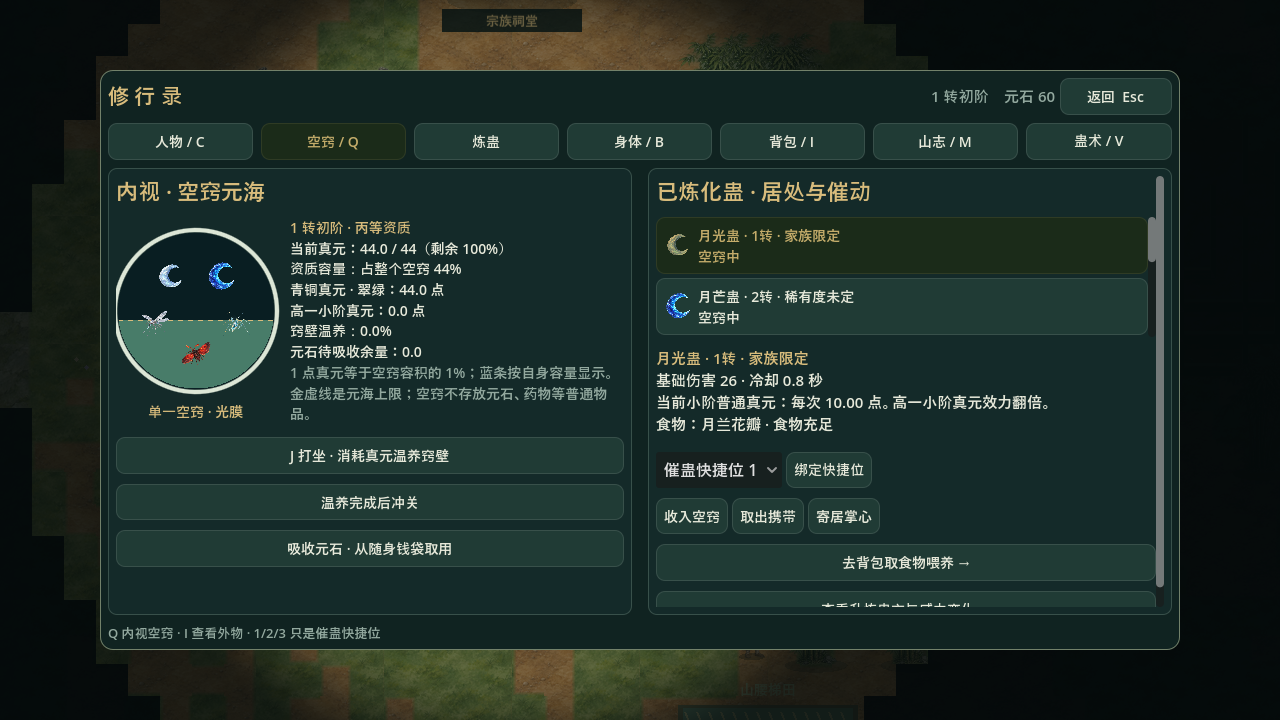 宗族祠堂
修行录
1 转初阶 元石 60
返回 Esc
人物 / C
空窍 / Q
炼蛊
身体 / B
背包 / I
山志 / M
蛊术 / V
内视 · 空窍元海
1 转初阶 · 丙等资质
当前真元：44.0 / 44（剩余 100%）
资质容量：占整个空窍 44%
青铜真元 · 翠绿：44.0 点
高一小阶真元：0.0 点
窍壁温养：0.0%
元石待吸收余量：0.0
1 点真元等于空窍容积的 1%；蓝条按自身容量显示。
金虚线是元海上限；空窍不存放元石、药物等普通物
品。
单一空窍 · 光膜
J 打坐 · 消耗真元温养窍壁
温养完成后冲关
吸收元石 · 从随身钱袋取用
已炼化蛊 · 居处与催动
月光蛊 · 1转 · 家族限定
空窍中
月芒蛊 · 2转 · 稀有度未定
空窍中
月光蛊 · 1转 · 家族限定
基础伤害 26 · 冷却 0.8 秒
当前小阶普通真元：每次 10.00 点。高一小阶真元效力翻倍。
食物：月兰花瓣 · 食物充足
催蛊快捷位 1
绑定快捷位
收入空窍
取出携带
寄居掌心
去背包取食物喂养 →
Q 内视空窍 · I 查看外物 · 1/2/3 只是催蛊快捷位